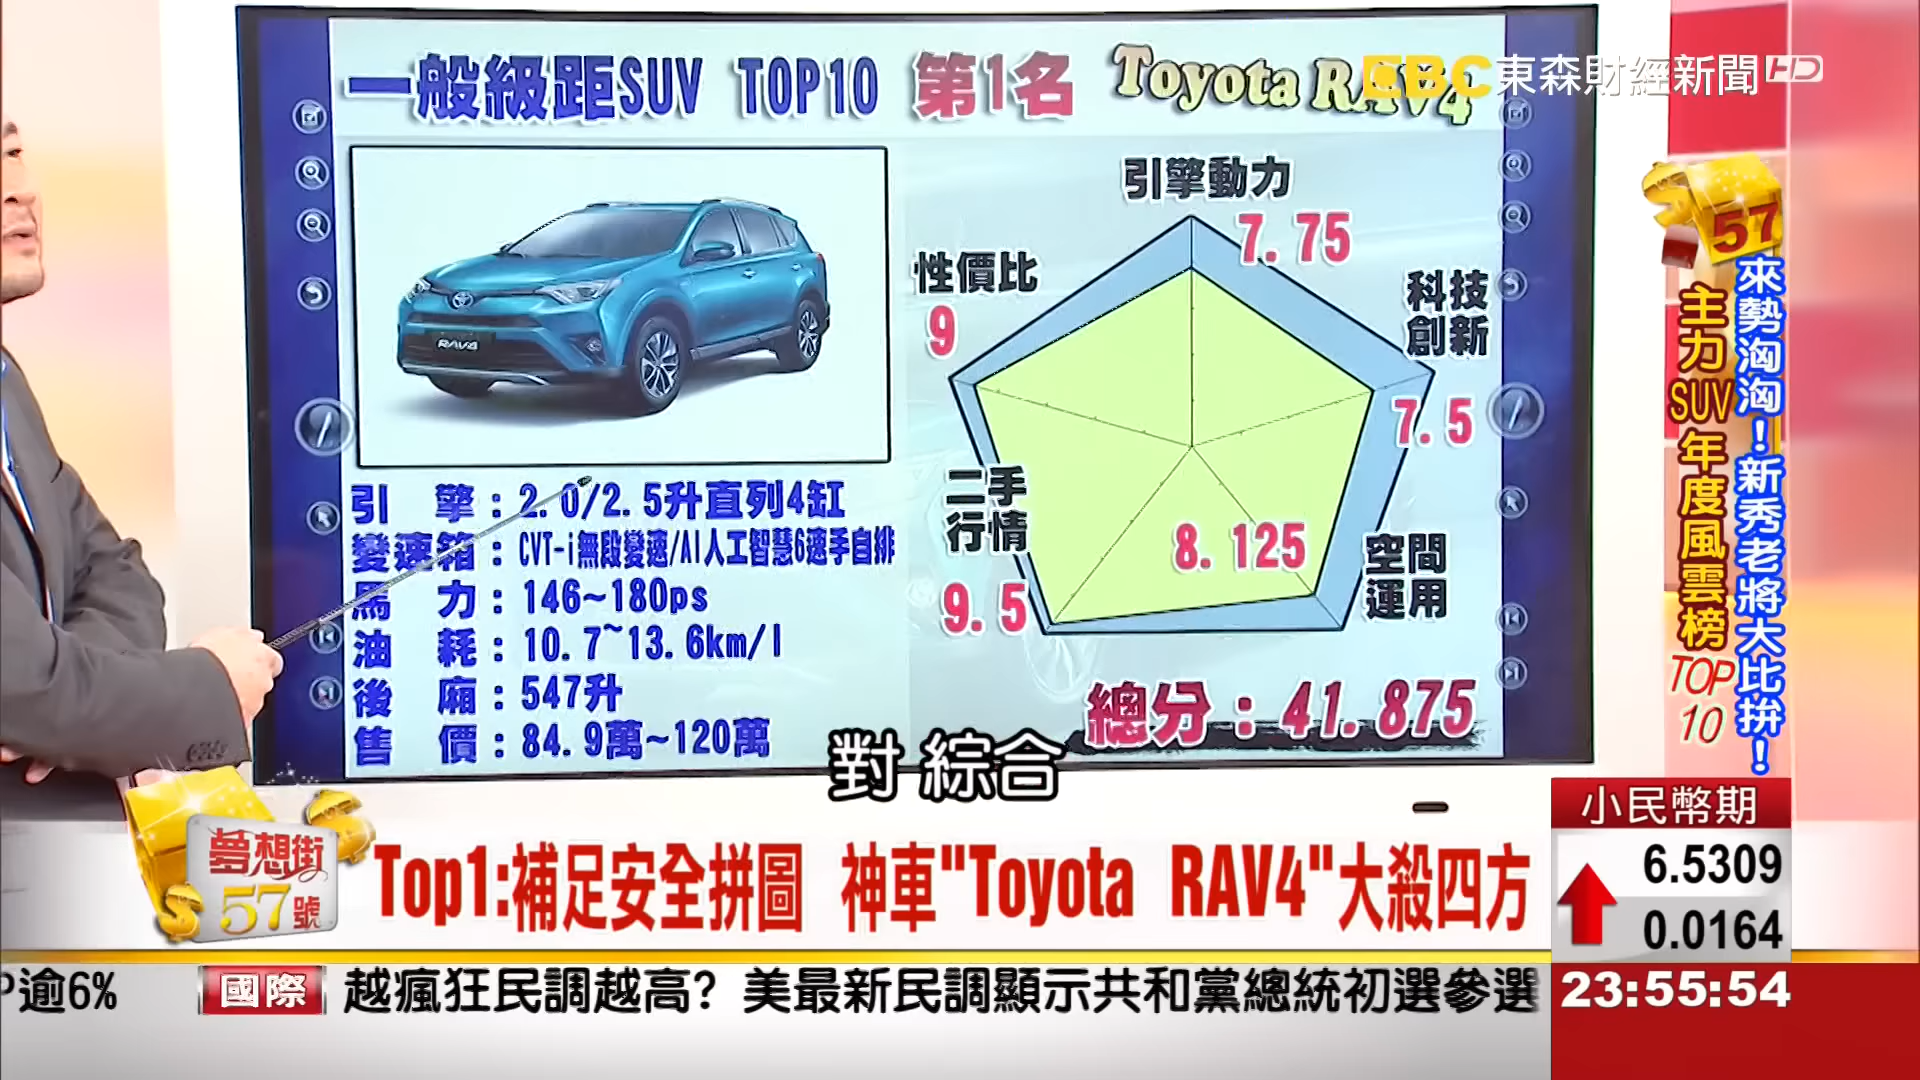 一般級距SUV TOP10 第1名 Toyota RAV4
EBC東森財經新聞HD
RAV4
引擎動力
7.75
性價比
9
科技
創新
7.5
二手
行情
9.5
8.125
空間
運用
引擎：2.0/2.5升直列4缸
變速箱：CVT-i無段變速/AI人工智慧6速手自排
馬力：146~180ps
油耗：10.7~13.6km/l
後廂：547升
售價：84.9萬~120萬
總分：41.875
對 綜合
57
來勢洶洶！新秀老將大比拚！
主力SUV年度風雲榜TOP10
夢想街
57號
Top1:補足安全拼圖 神車"Toyota RAV4"大殺四方
小民幣期
6.5309
0.0164
P逾6% 國際 越瘋狂民調越高？美最新民調顯示共和黨總統初選參選
23:55:54